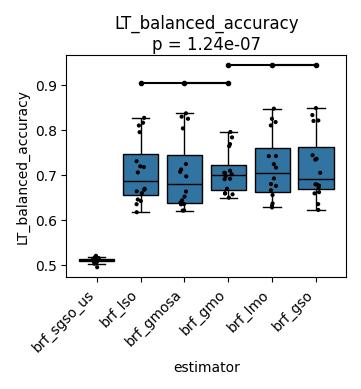 LT_balanced_accuracy
p = 1.24e-07
LT_balanced_accuracy
0.9
0.8
0.7
0.6
0.5
brf_sgso_us
brf_lso
brf_gmosa
brf_gmo
brf_lmo
brf_gso
estimator